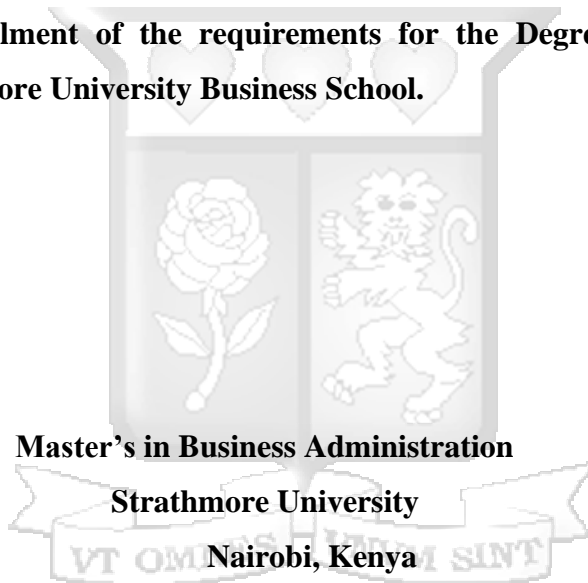 lment of the requirements for the Degre
ore University Business School.
Master’s in Business Administration
Strathmore University
Nairobi, Kenya
VT OM SINT